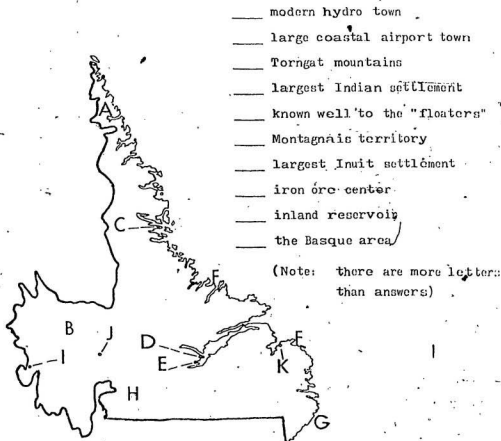 ____ modern hydro town
____ large coastal airport town
____ Torngat mountains
____ largest Indian settlement
____ known well to the "floaters"
____ Montagnais territory
____ largest Inuit settlement
____ iron ore center
____ inland reservoir
____ the Basque area
(Note: there are more letters
than answers)
A
C
F
B
J
I
D
E
H
F
K
G
I